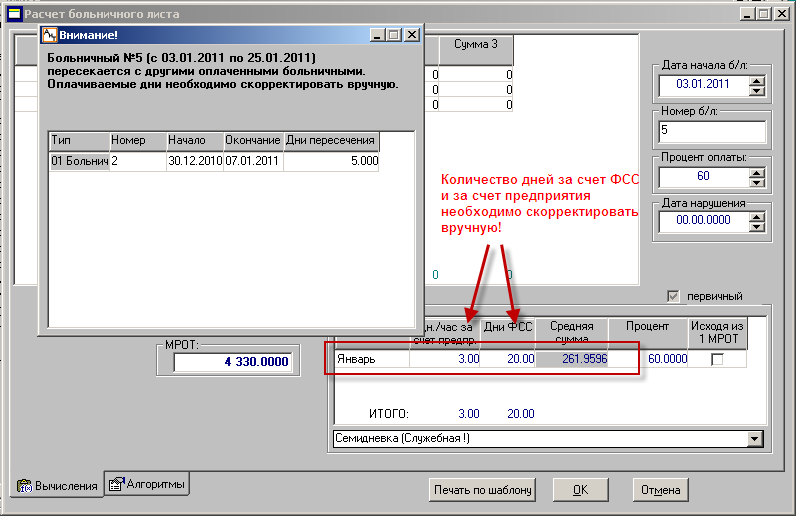 Расчет больничного листа
Внимание!
Больничный №5 (с 03.01.2011 по 25.01.2011)
пересекается с другими оплаченными больничными.
Оплачиваемые дни необходимо скорректировать вручную.
Тип Номер Начало Окончание Дни пересечения
01 Больнич 2 30.12.2010 07.01.2011 5.000
Сумма 3
0 0
0 0
0 0
Количество дней за счет ФСС
и за счет предприятия
необходимо скорректировать
вручную!
0 0
Дата начала б/л:
03.01.2011
Номер б/л:
5
Процент оплаты:
60
Дата нарушения
00.00.0000
первичный
МРОТ:
4 330.0000
дн./час за счет предпр. Дни ФСС Средняя сумма Процент Исходя из 1 МРОТ
Январь 3.00 20.00 261.9596 60.0000
ИТОГО: 3.00 20.00
Семидневка (Служебная !)
Вычисления Алгоритмы
Печать по шаблону OK Отмена